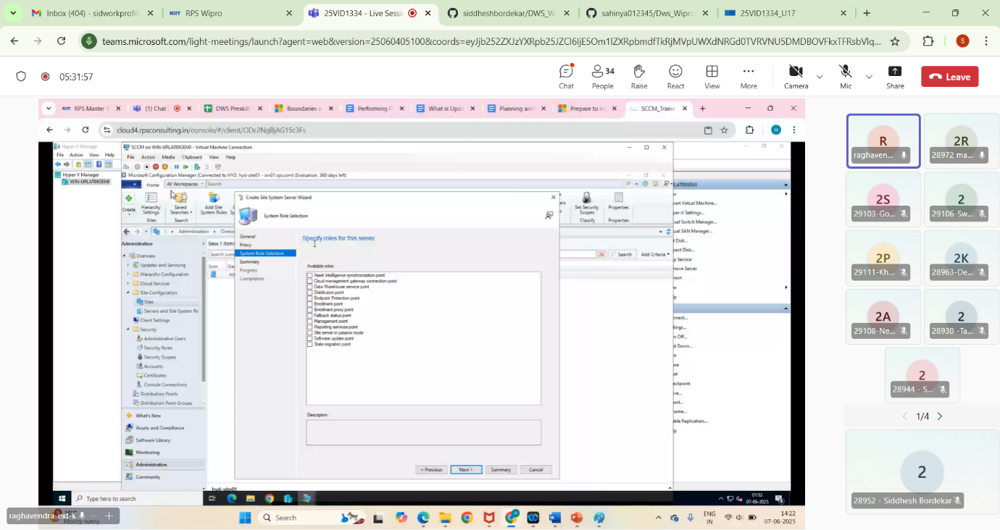 Inbox (404) - sidworkprofil
NIIT RPS Wipro
25VID1334 - Live Sessi
siddheshbordekar/DWS_W
sahinya012345/Dws_Wipro
25VID1334_U17
teams.microsoft.com/light-meetings/launch?agent=web&version=25060405100&coords=eyJjb252ZXJzYXRpb25JZCI6IjE5Om1lZXRpbmdfTkRjMVpUWXdNRGd0TVRVNU5DMDBOVFkxTFRsbVlq...
S
05:31:57
Chat
34
People
Raise
React
View
More
Camera
Mic
Share
Leave
RPS Master
(1) Chat
DWS Preskill
Boundaries a
Performing F
What is Upda
Planning and
Prepare to in
SCCM_Traine
cloud4.rpsconsulting.in/console/#/client/ODc2NgBjAG15c3Fs
H
Hyper-V Manager
File Action View Help
Hyper-V Manager
WIN-URLAT89GEMJ
SCCM on WIN-URLAT89GEMJ - Virtual Machine Connection
File Action Media Clipboard View Help
Microsoft Configuration Manager (Connected to HYD, hyd-site01 - srv01.rps.com) (Evaluation, 360 days left)
Home
All Workspaces
Search
Create
Hierarchy Settings
Sites
Saved Searches
Search
Add Site System Roles
Set Security Scopes
Classify
Properties
Properties
Administration
Overvi
Administration
Overview
Updates and Servicing
Hierarchy Configuration
Cloud Services
Site Configuration
Sites
Servers and Site System Ro
Client Settings
Security
Administrative Users
Security Roles
Security Scopes
Accounts
Certificates
Console Connections
Distribution Points
Distribution Point Groups
What's New
Assets and Compliance
Software Library
Monitoring
Administration
Community
Sites 1 items
Search curre
Search
Add Criteria
Icon
hyd-site01
Create Site System Server Wizard
System Role Selection
General
Proxy
System Role Selection
Summary
Progress
Completion
Specify roles for this server
Available roles:
Asset Intelligence synchronization point
Cloud management gateway connection point
Data Warehouse service point
Distribution point
Endpoint Protection point
Enrollment point
Enrollment proxy point
Fallback status point
Management point
Reporting services point
Site server in passive mode
Software update point
State migration point
Description:
< Previous
Next >
Summary
Cancel
LAT89GEMJ
ort Virtual Machine...
per-V Settings...
ual Switch Manager...
ual SAN Manager...
t Disk...
pect Disk...
p Service
nove Server
resh
nnect...
tings...
n Off...
t Down...
eckpoint
ble Replication...
Type here to search
01:52
07-06-2025
Mostly sunny
Search
ENG
IN
14:22
07-06-2025
raghavendra-ext-k
R
raghaven...
2R
28972 ma...
2S
29103-Go...
2
29106-Sw...
2P
29111-Kh...
2K
28963-De...
2A
29108-Ne...
2
28930 -Ta...
2
28944 - S...
1/4
2
28952 - Siddhesh Bordekar